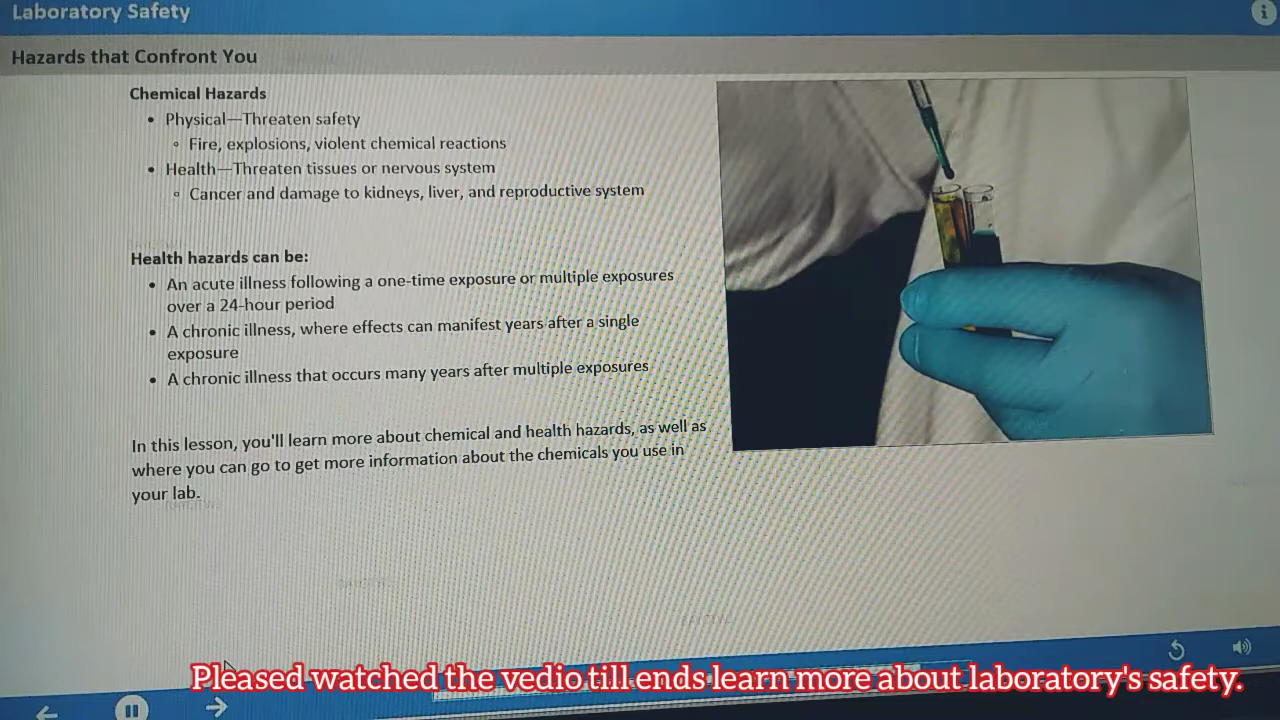 Laboratory Safety
Hazards that Confront You
Chemical Hazards
• Physical—Threaten safety
◦ Fire, explosions, violent chemical reactions
• Health—Threaten tissues or nervous system
◦ Cancer and damage to kidneys, liver, and reproductive system
Health hazards can be:
• An acute illness following a one-time exposure or multiple exposures
over a 24-hour period
• A chronic illness, where effects can manifest years after a single
exposure
• A chronic illness that occurs many years after multiple exposures
In this lesson, you'll learn more about chemical and health hazards, as well as
where you can go to get more information about the chemicals you use in
your lab.
Pleased watched the vedio till ends learn more about laboratory's safety.